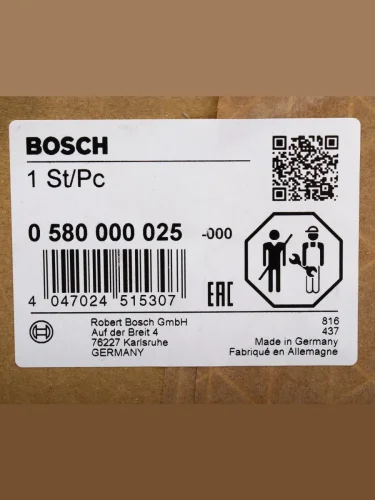 BOSCH
1 St/Pc
0 580 000 025 -000
4 047024 515307
EAC
Robert Bosch GmbH
Auf der Breit 4
76227 Karlsruhe
GERMANY
816
437
Made in Germany
Fabriqué en Allemagne